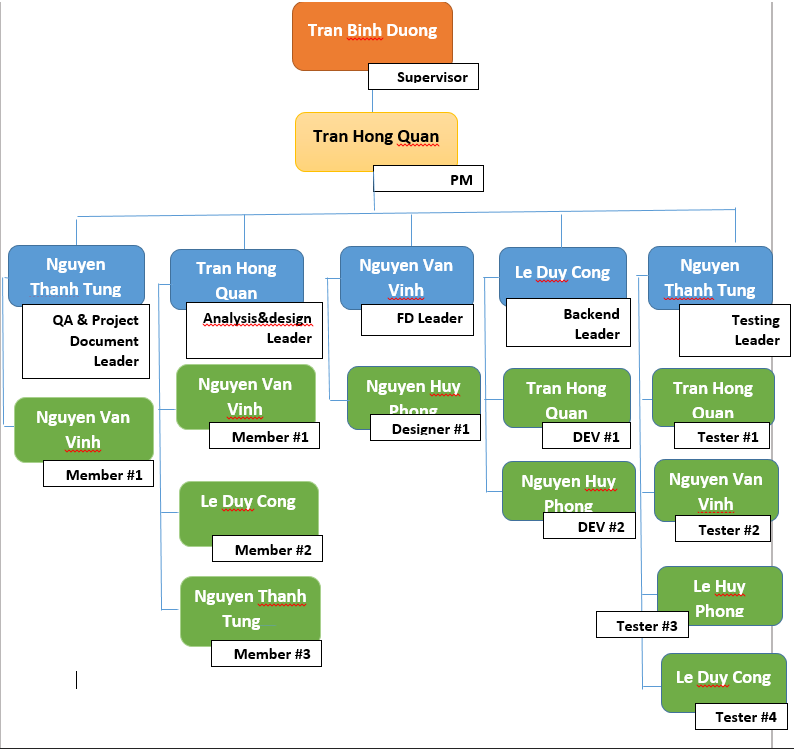 Tran Binh Duong
Supervisor
Tran Hong Quan
PM
Nguyen
Thanh Tung
QA & Project
Document
Leader
Nguyen Van
Vinh
Member #1
Tran Hong
Quan
Analysis&design
Leader
Nguyen Van
Vinh
Member #1
Le Duy Cong
Member #2
Nguyen Thanh
Tung
Member #3
Nguyen Van
Vinh
FD Leader
Nguyen Huy
Phong
Designer #1
Le Duy Cong
Backend
Leader
Tran Hong
Quan
DEV #1
Nguyen Huy
Phong
DEV #2
Nguyen
Thanh Tung
Testing
Leader
Tran Hong
Quan
Tester #1
Nguyen Van
Vinh
Tester #2
Le Huy
Phong
Tester #3
Le Duy Cong
Tester #4